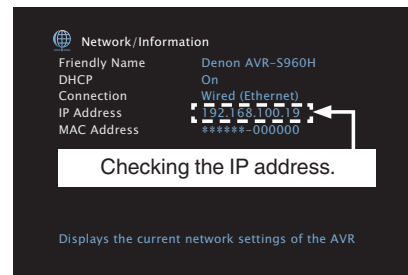 Network/Information
Friendly Name Denon AVR-S960H
DHCP On
Connection Wired (Ethernet)
IP Address 192.168.100.19
MAC Address ******-000000
Checking the IP address.
Displays the current network settings of the AVR